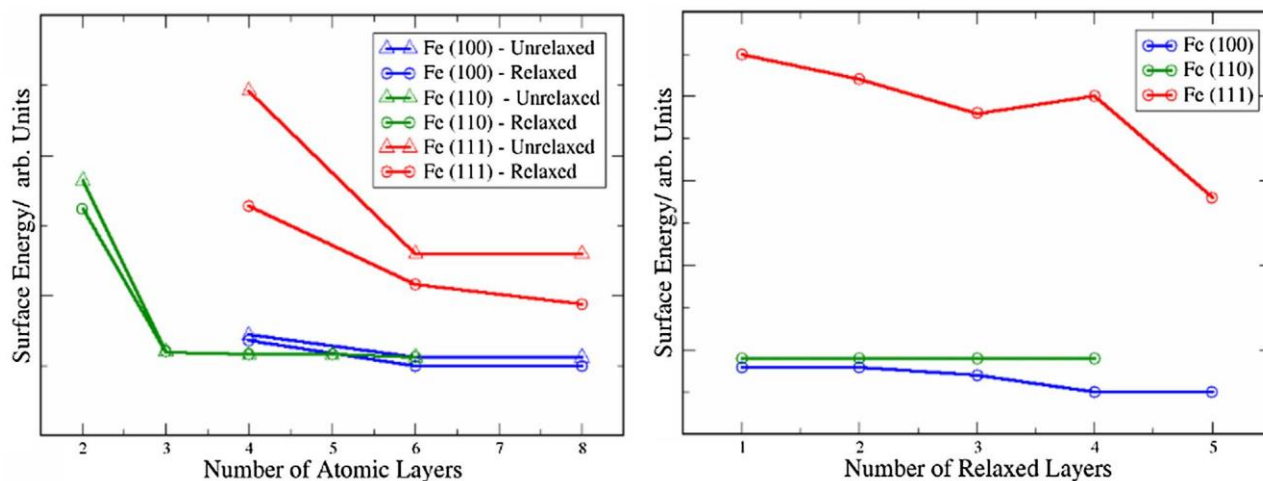 Surface Energy/ arb. Units
Fe (100) - Unrelaxed
Fe (100) - Relaxed
Fe (110) - Unrelaxed
Fe (110) - Relaxed
Fe (111) - Unrelaxed
Fe (111) - Relaxed
2 3 4 5 6 7 8
Number of Atomic Layers
Surface Energy/ arb. Units
Fe (100)
Fe (110)
Fe (111)
1 2 3 4 5
Number of Relaxed Layers